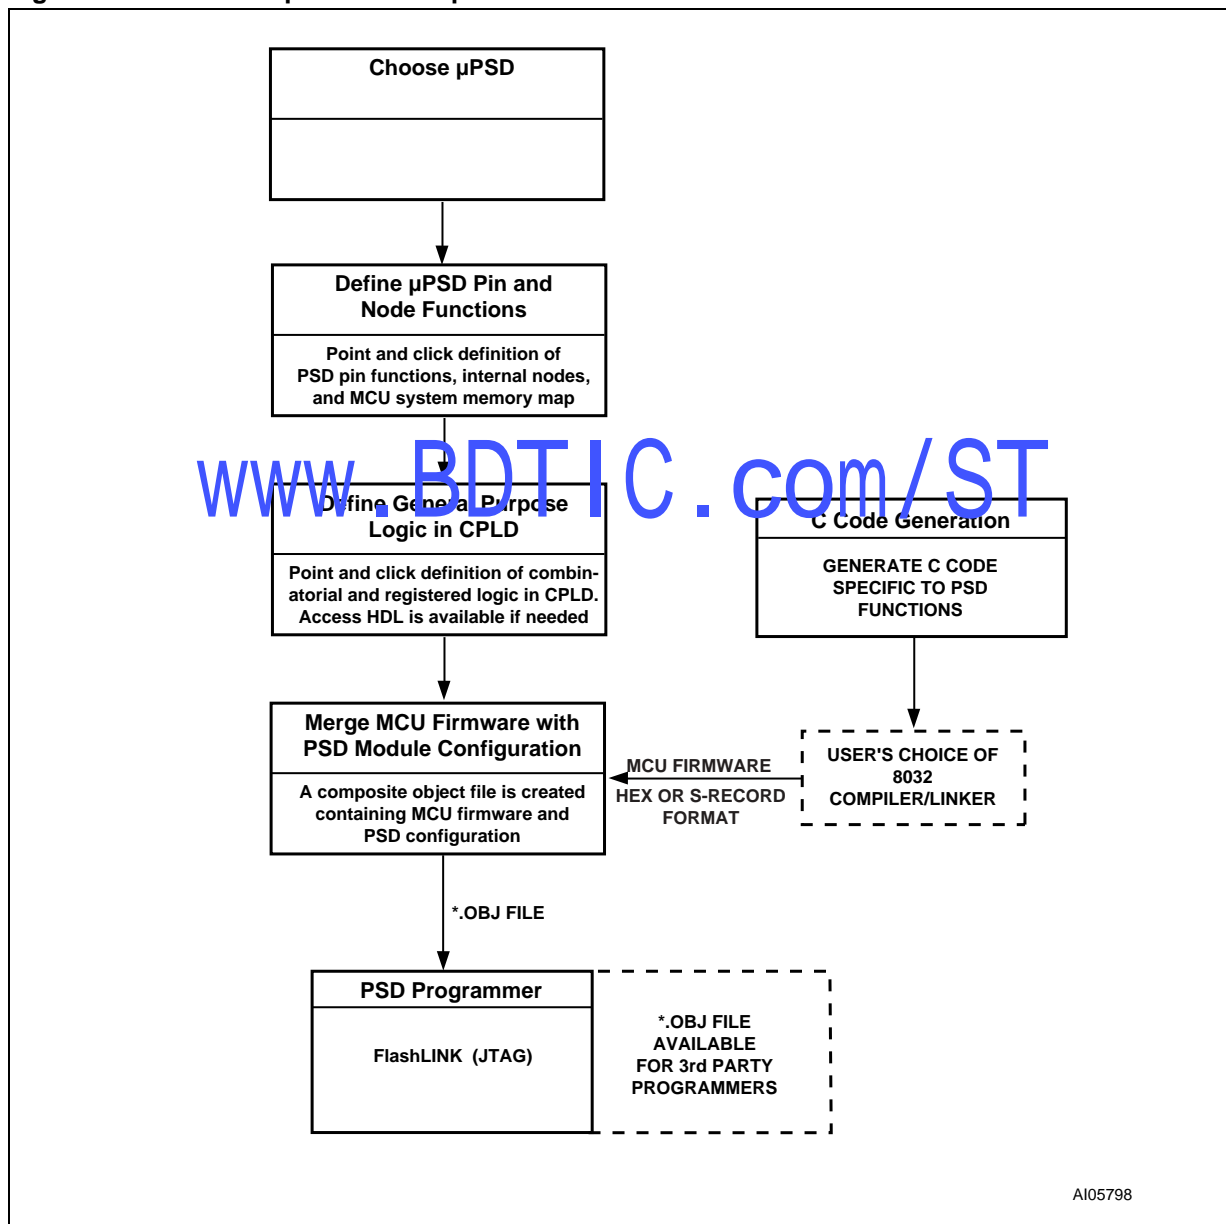 Choose µPSD
Define µPSD Pin and
Node Functions
Point and click definition of
PSD pin functions, internal nodes,
and MCU system memory map
www.BDTIC.com/ST
Define General Purpose
Logic in CPLD
Point and click definition of combin-
atorial and registered logic in CPLD.
Access HDL is available if needed
C Code Generation
GENERATE C CODE
SPECIFIC TO PSD
FUNCTIONS
Merge MCU Firmware with
PSD Module Configuration
A composite object file is created
containing MCU firmware and
PSD configuration
MCU FIRMWARE
HEX OR S-RECORD
FORMAT
USER'S CHOICE OF
8032
COMPILER/LINKER
*.OBJ FILE
PSD Programmer
FlashLINK (JTAG)
*.OBJ FILE
AVAILABLE
FOR 3rd PARTY
PROGRAMMERS
AI05798